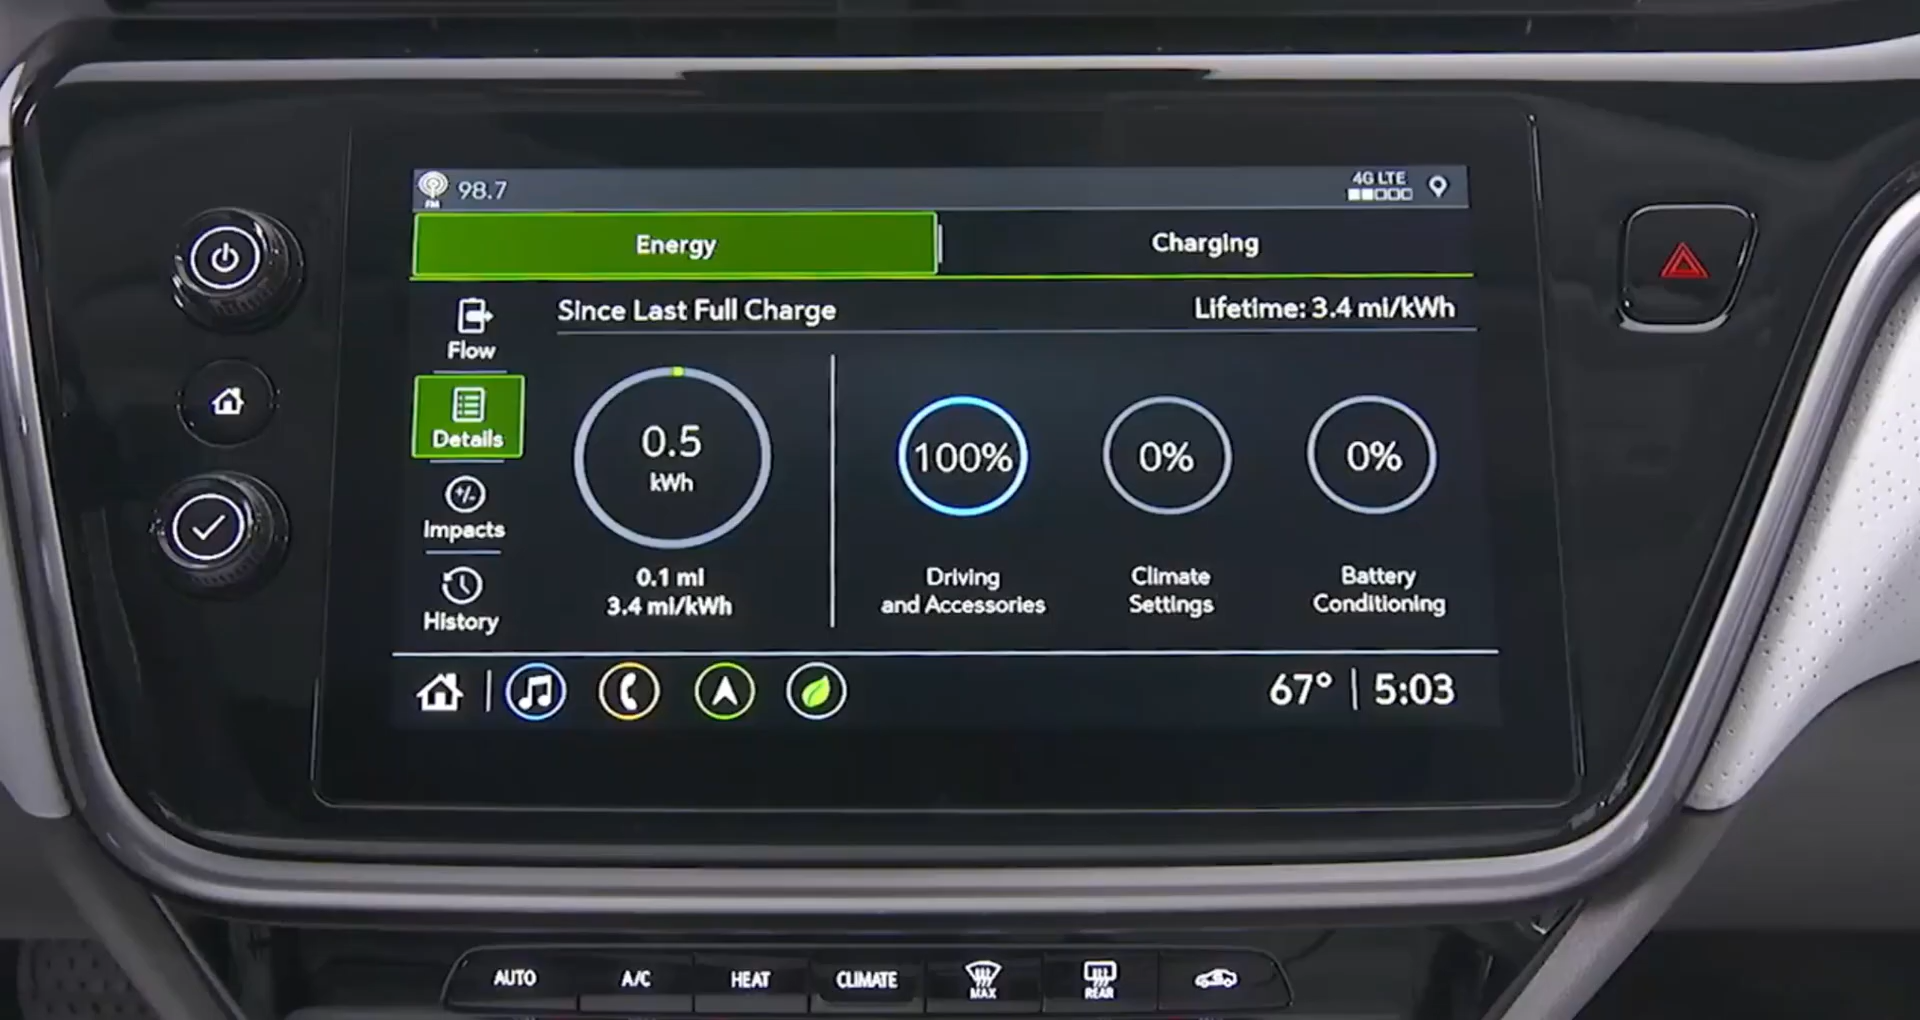 FM 98.7
4G LTE
Energy
Charging
Since Last Full Charge
Lifetime: 3.4 mi/kWh
Flow
Details
Impacts
History
0.5
kWh
0.1 mi
3.4 mi/kWh
100%
Driving
and Accessories
0%
Climate
Settings
0%
Battery
Conditioning
67° | 5:03
AUTO
A/C
HEAT
CLIMATE
MAX
REAR